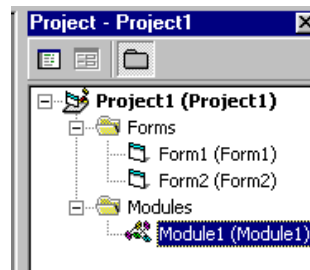 Project - Project1
Project1 (Project1)
Forms
Form1 (Form1)
Form2 (Form2)
Modules
Module1 (Module1)